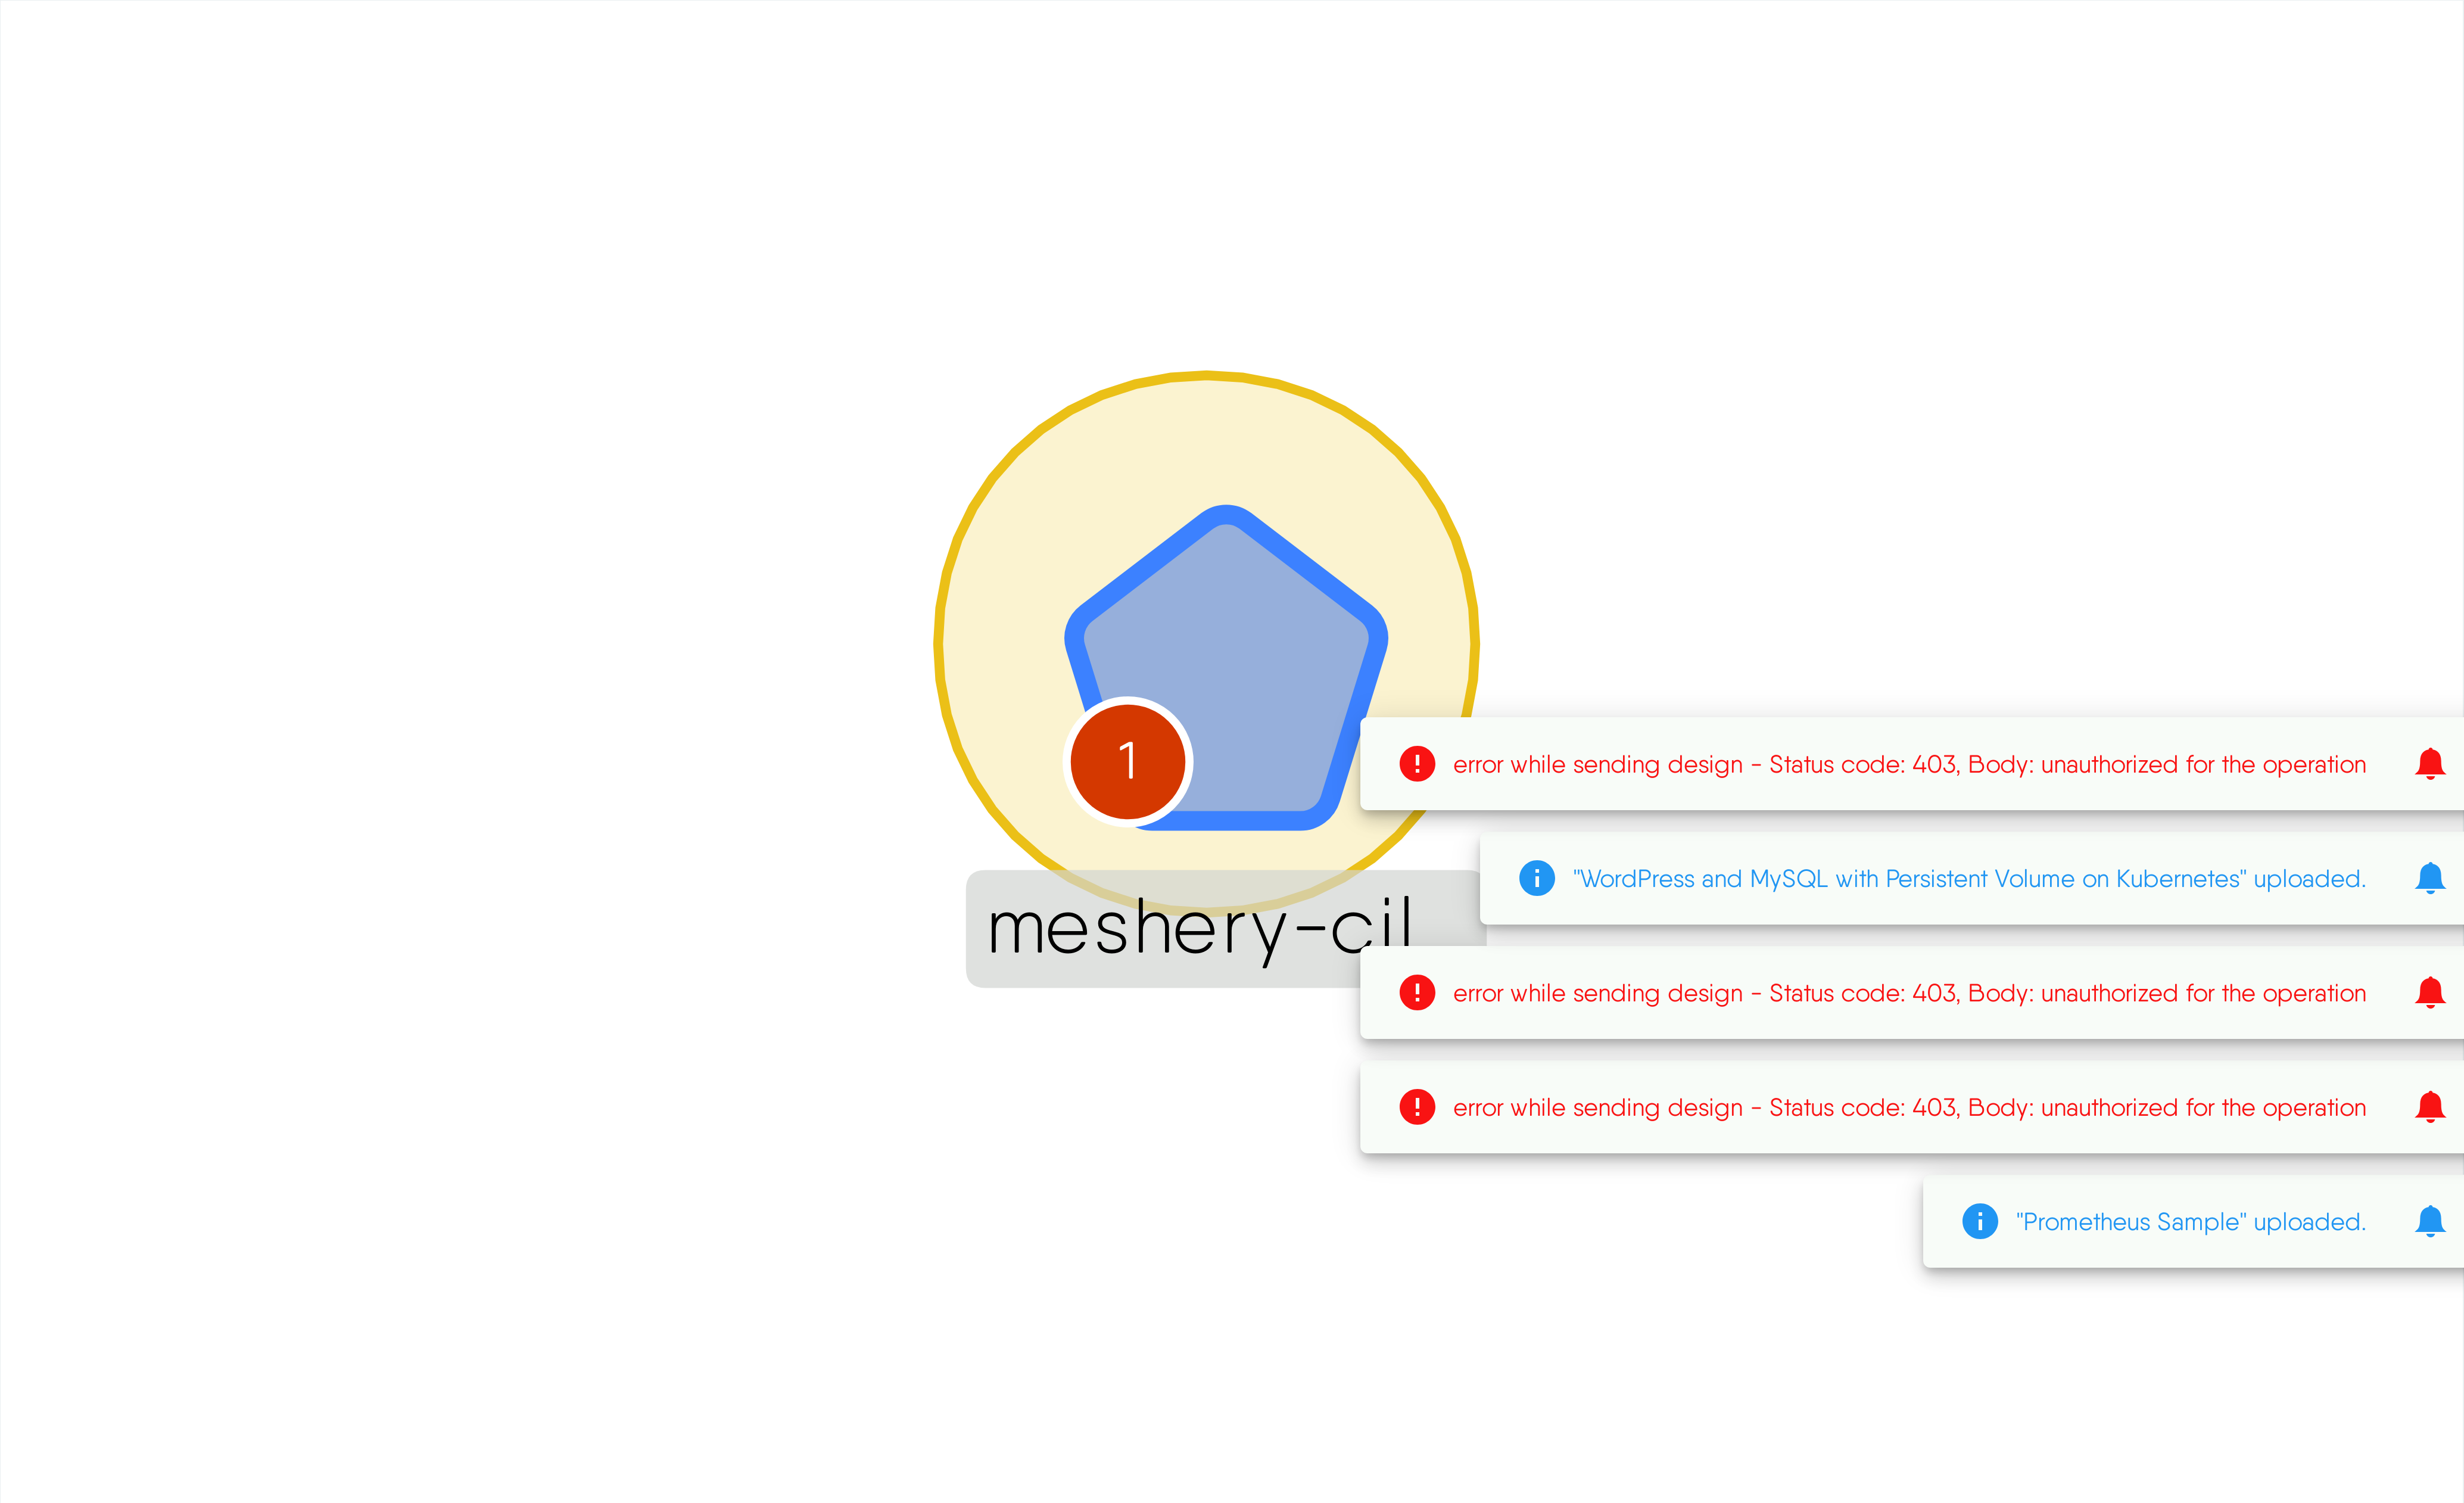 1
error while sending design - Status code: 403, Body: unauthorized for the operation
"WordPress and MySQL with Persistent Volume on Kubernetes" uploaded.
meshery-cil
error while sending design - Status code: 403, Body: unauthorized for the operation
error while sending design - Status code: 403, Body: unauthorized for the operation
"Prometheus Sample" uploaded.